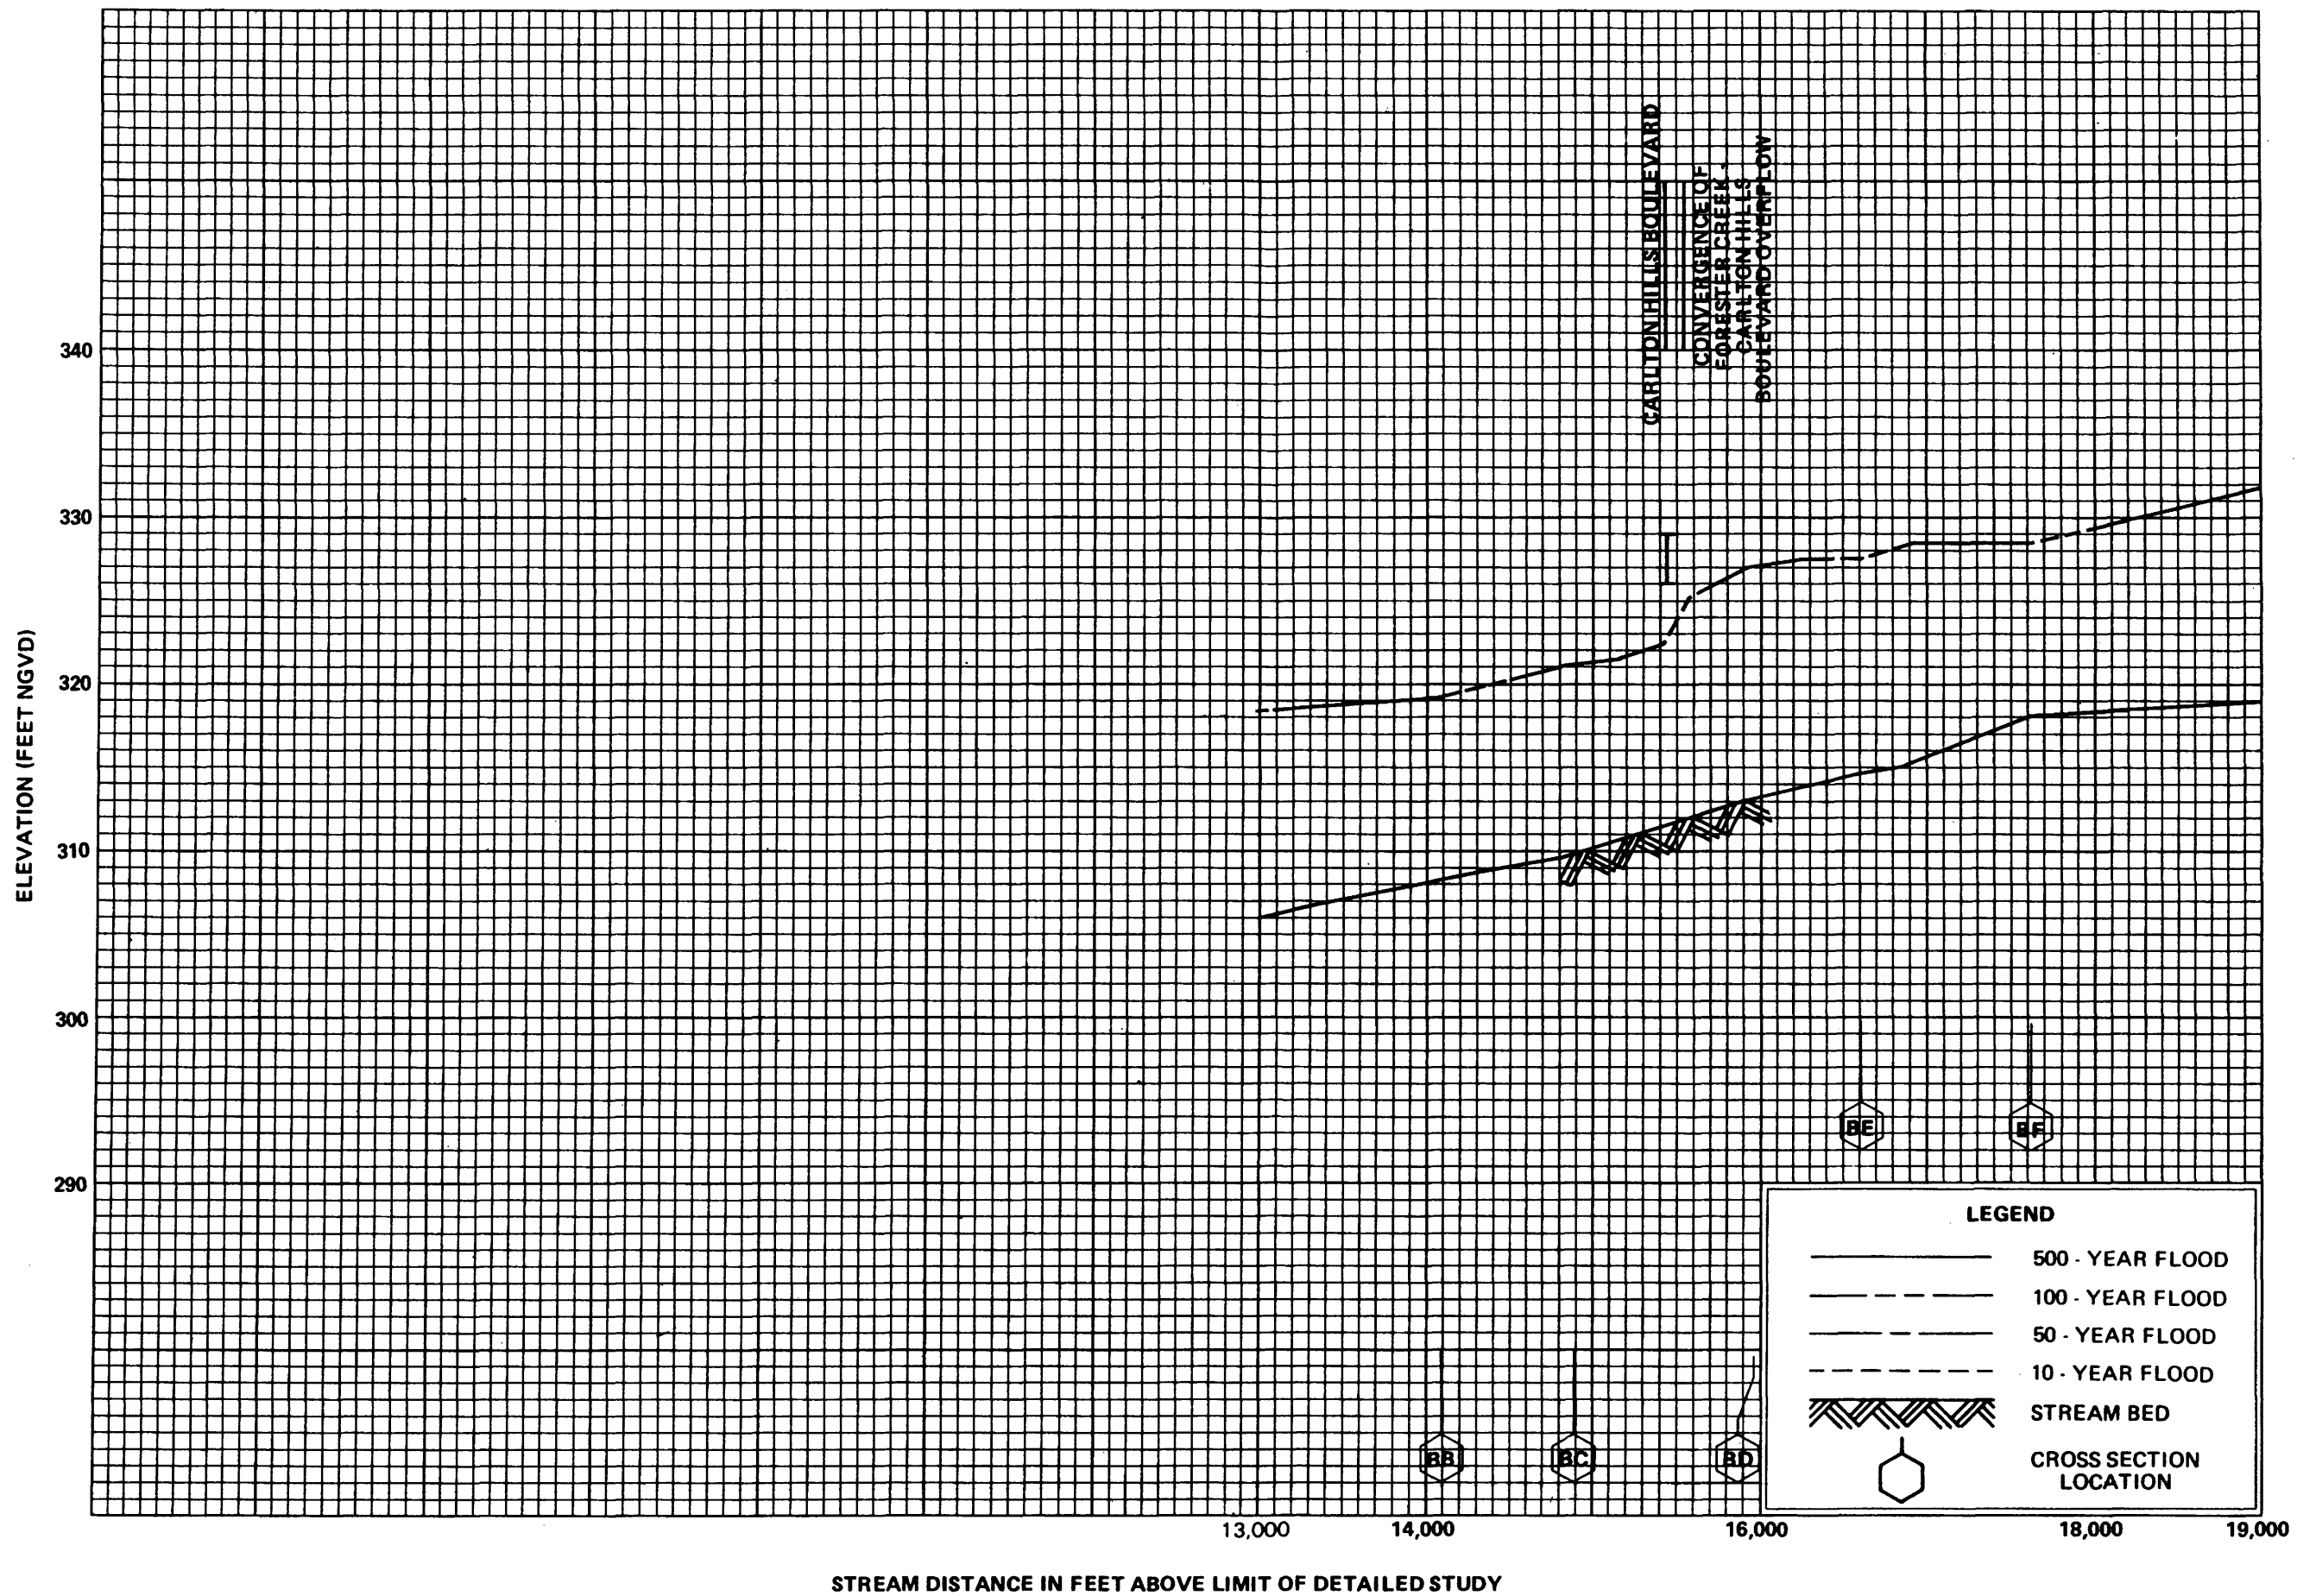 CARLTON HILLS BOULEVARD
CONVERGENCE OF
FORESTER CREEK -
CARLTON HILLS
BOULEVARD OVERFLOW
340
330
320
310
300
290
ELEVATION (FEET NGVD)
BE
BF
BB
BC
BD
LEGEND
500 - YEAR FLOOD
100 - YEAR FLOOD
50 - YEAR FLOOD
10 - YEAR FLOOD
STREAM BED
CROSS SECTION
LOCATION
13,000
14,000
16,000
18,000
19,000
STREAM DISTANCE IN FEET ABOVE LIMIT OF DETAILED STUDY